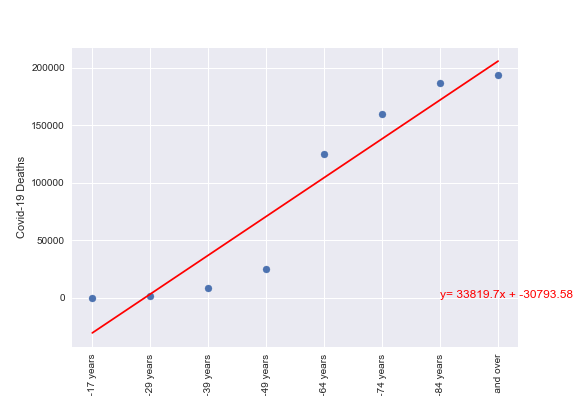 200000
150000
100000
50000
0
Covid-19 Deaths
y= 33819.7x + -30793.58
-17 years
-29 years
-39 years
-49 years
-64 years
-74 years
-84 years
and over